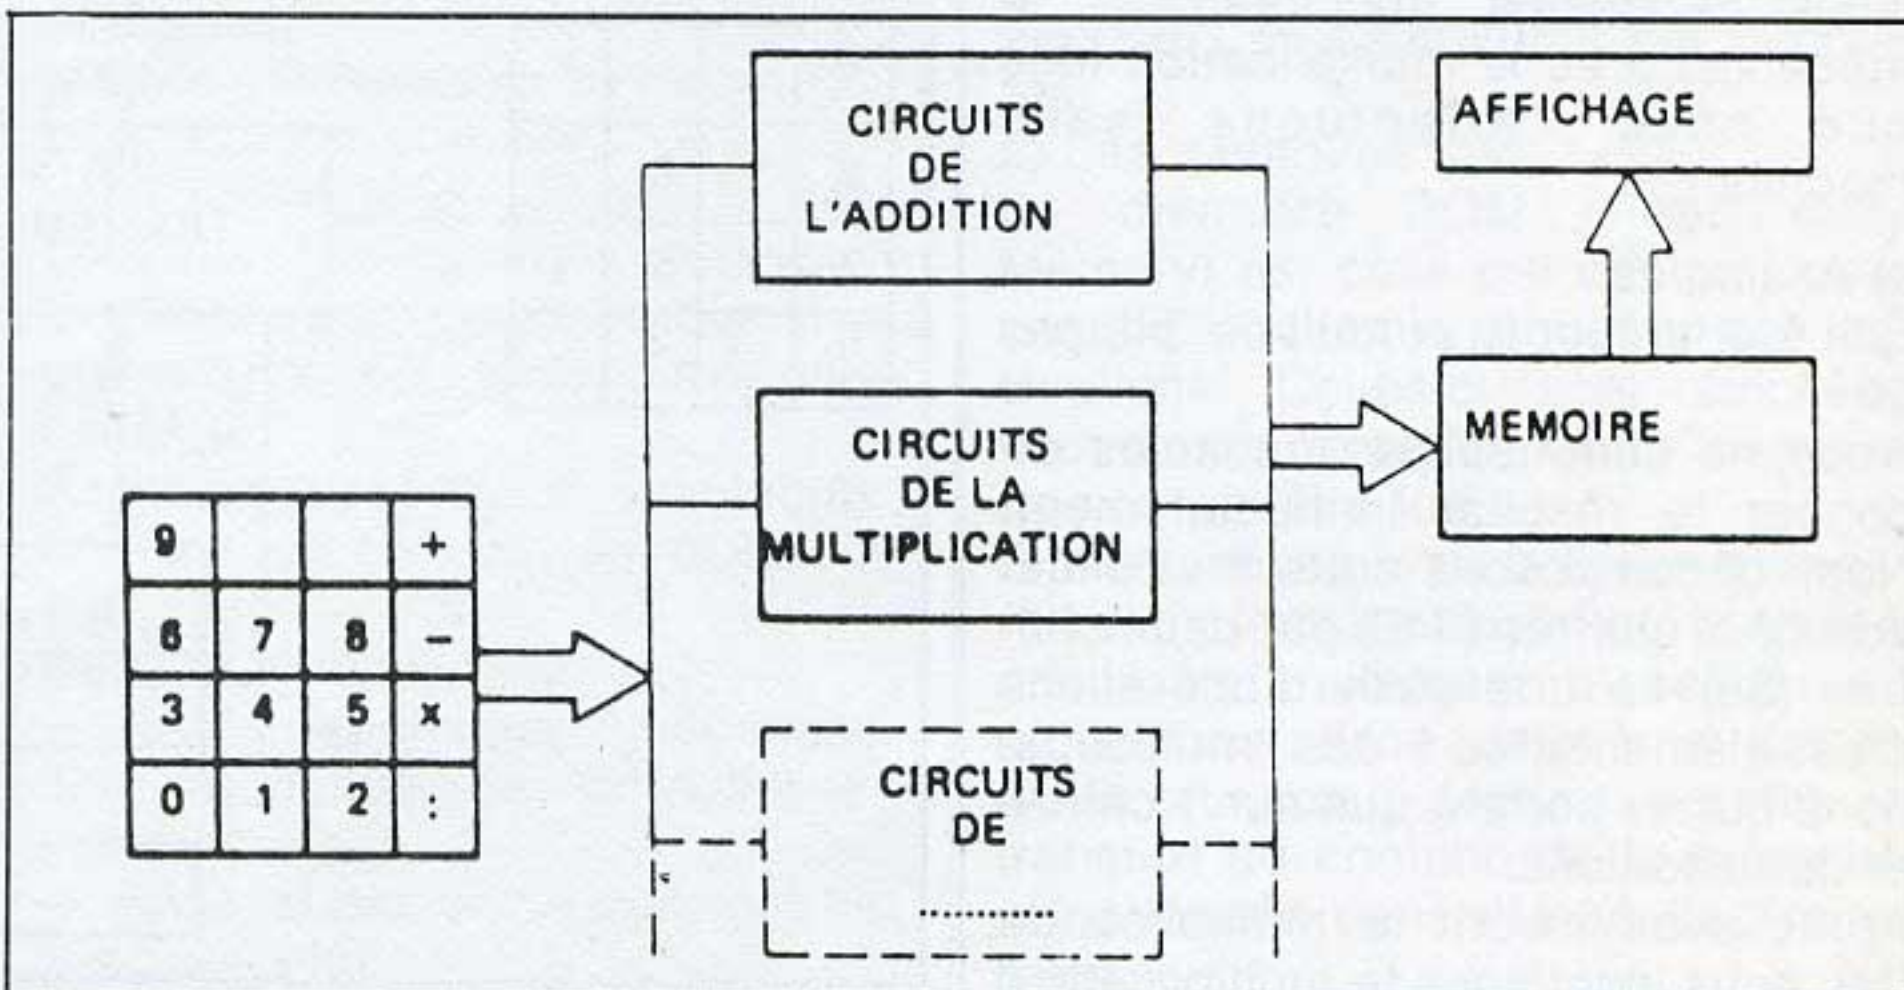 CIRCUITS
DE
L'ADDITION
AFFICHAGE
CIRCUITS
DE LA
MULTIPLICATION
MEMOIRE
9 +
6 7 8 −
3 4 5 x
0 1 2 :
CIRCUITS
DE
...........